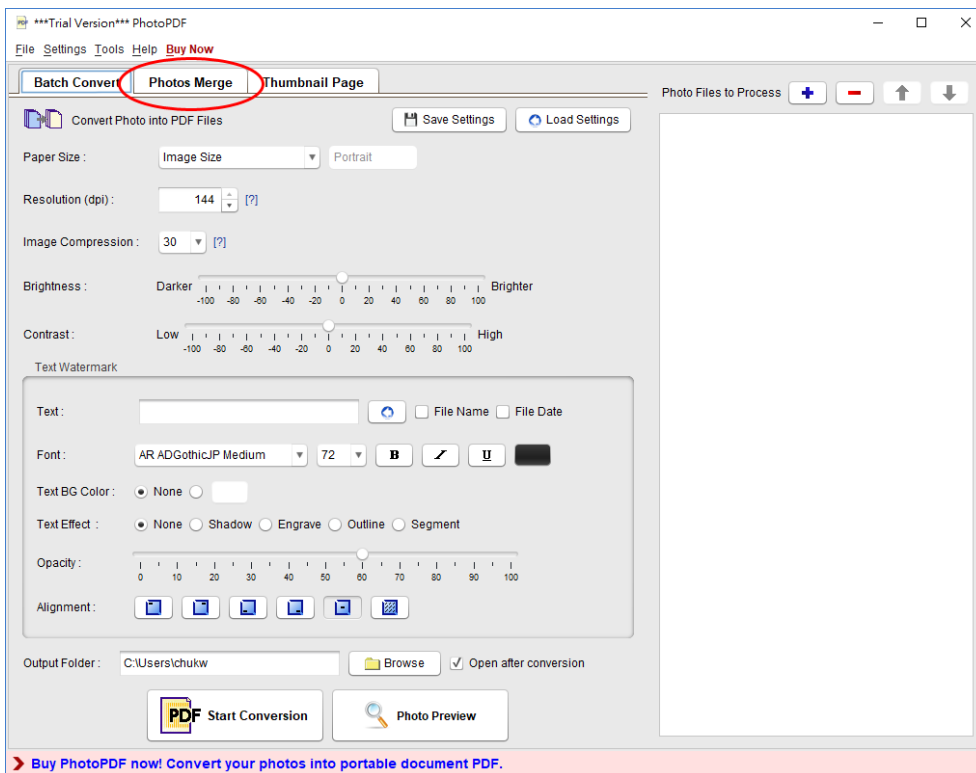 ***Trial Version*** PhotoPDF
File Settings Tools Help Buy Now
Batch Convert Photos Merge Thumbnail Page
Photo Files to Process
Convert Photo into PDF Files Save Settings Load Settings
Paper Size : Image Size Portrait
Resolution (dpi) : 144 [?]
Image Compression : 30 [?]
Brightness : Darker Brighter
-100 -80 -60 -40 -20 0 20 40 60 80 100
Contrast : Low High
-100 -80 -60 -40 -20 0 20 40 60 80 100
Text Watermark
Text : File Name File Date
Font : AR ADGothicJP Medium 72 B I U
Text BG Color : None
Text Effect : None Shadow Engrave Outline Segment
Opacity :
0 10 20 30 40 50 60 70 80 90 100
Alignment :
Output Folder : C:\Users\chukw Browse Open after conversion
PDF Start Conversion Photo Preview
Buy PhotoPDF now! Convert your photos into portable document PDF.